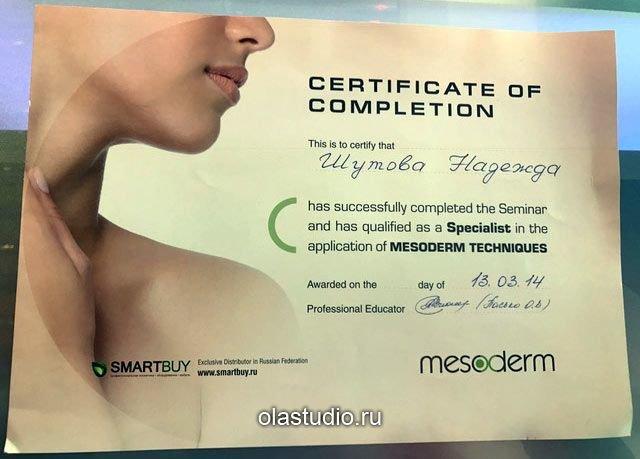 CERTIFICATE OF
COMPLETION
This is to certify that
Шутова Надежда
has successfully completed the Seminar
and has qualified as a Specialist in the
application of MESODERM TECHNIQUES
Awarded on the day of 13.03.14
Professional Educator
SMARTBUY
Exclusive Distributor in Russian Federation
www.smartbuy.ru
mesoderm
olastudio.ru